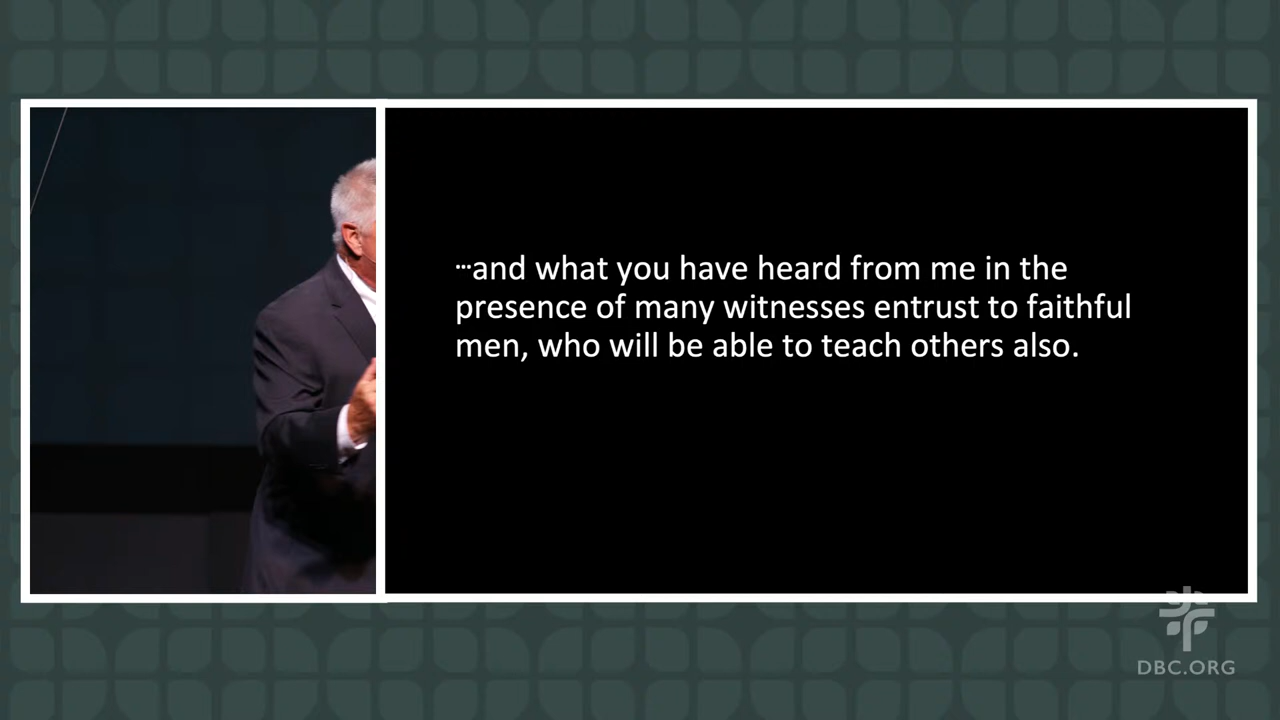 …and what you have heard from me in the
presence of many witnesses entrust to faithful
men, who will be able to teach others also.
DBC.ORG